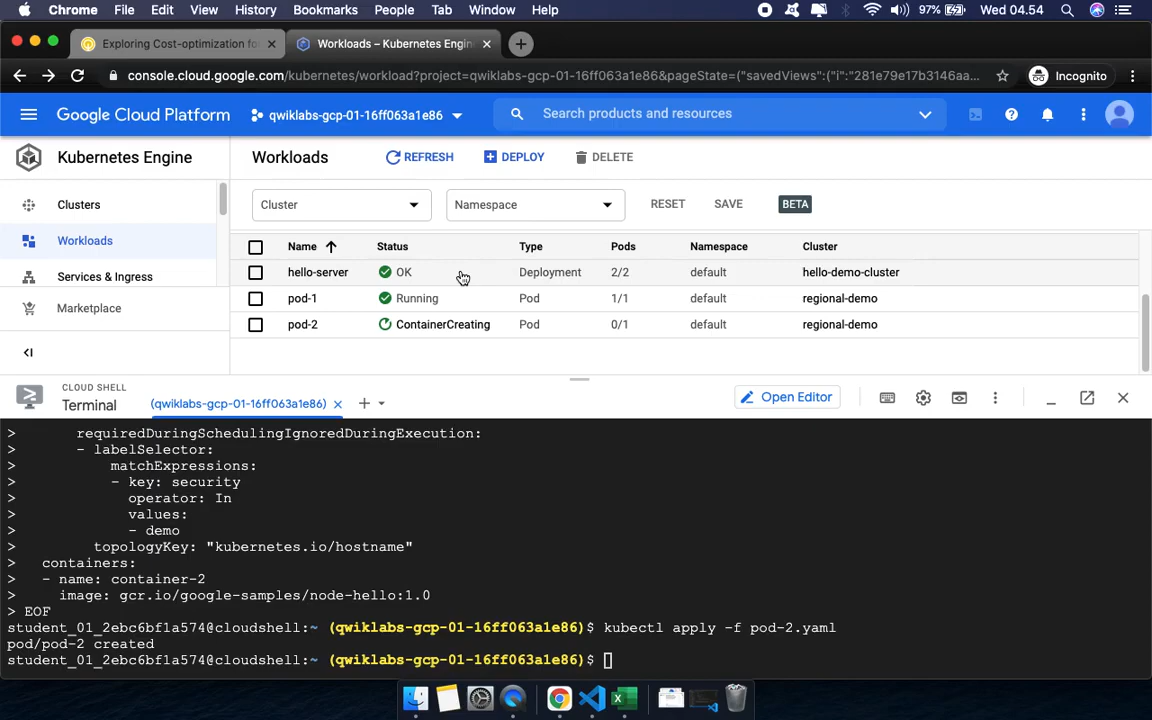 Chrome File Edit View History Bookmarks People Tab Window Help 97% Wed 04.54
Exploring Cost-optimization fo
Workloads – Kubernetes Engin
console.cloud.google.com/kubernetes/workload?project=qwiklabs-gcp-01-16ff063a1e86&pageState=("savedViews":("i":"281e79e17b3146aa... Incognito
Google Cloud Platform qwiklabs-gcp-01-16ff063a1e86 Search products and resources
Kubernetes Engine Workloads REFRESH DEPLOY DELETE
Clusters
Workloads
Services & Ingress
Marketplace
Cluster Namespace RESET SAVE BETA
Name Status Type Pods Namespace Cluster
hello-server OK Deployment 2/2 default hello-demo-cluster
pod-1 Running Pod 1/1 default regional-demo
pod-2 ContainerCreating Pod 0/1 default regional-demo
CLOUD SHELL
Terminal (qwiklabs-gcp-01-16ff063a1e86) Open Editor
> requiredDuringSchedulingIgnoredDuringExecution:
> - labelSelector:
> matchExpressions:
> - key: security
> operator: In
> values:
> - demo
> topologyKey: "kubernetes.io/hostname"
> containers:
> - name: container-2
> image: gcr.io/google-samples/node-hello:1.0
> EOF
student_01_2ebc6bf1a574@cloudshell:~ (qwiklabs-gcp-01-16ff063a1e86)$ kubectl apply -f pod-2.yaml
pod/pod-2 created
student_01_2ebc6bf1a574@cloudshell:~ (qwiklabs-gcp-01-16ff063a1e86)$